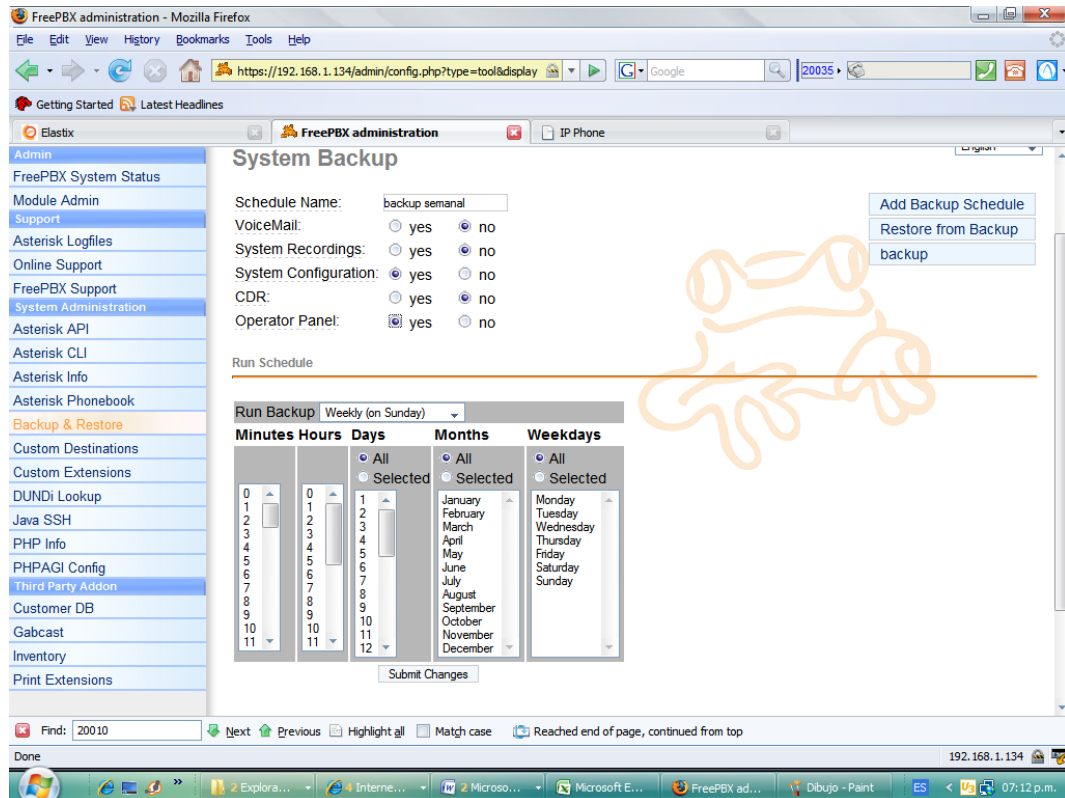 FreePBX administration - Mozilla Firefox
File Edit View History Bookmarks Tools Help
https://192.168.1.134/admin/config.php?type=tool&display
Google
20035
Getting Started Latest Headlines
Elastix
FreePBX administration
IP Phone
Admin
FreePBX System Status
Module Admin
Support
Asterisk Logfiles
Online Support
FreePBX Support
System Administration
Asterisk API
Asterisk CLI
Asterisk Info
Asterisk Phonebook
Backup & Restore
Custom Destinations
Custom Extensions
DUNDi Lookup
Java SSH
PHP Info
PHPAGI Config
Third Party Addon
Customer DB
Gabcast
Inventory
Print Extensions
English
System Backup
Schedule Name: backup semanal
VoiceMail: yes no
System Recordings: yes no
System Configuration: yes no
CDR: yes no
Operator Panel: yes no
Add Backup Schedule
Restore from Backup
backup
Run Schedule
Run Backup Weekly (on Sunday)
Minutes Hours Days Months Weekdays
All All All
Selected Selected Selected
0 0 1 January Monday
1 1 2 February Tuesday
2 2 3 March Wednesday
3 3 4 April Thursday
4 4 5 May Friday
5 5 6 June Saturday
6 6 7 July Sunday
7 7 8 August
8 8 9 September
9 9 10 October
10 10 11 November
11 11 12 December
Submit Changes
Find: 20010 Next Previous Highlight all Match case Reached end of page, continued from top
Done
192.168.1.134
2 Explora... 4 Interne... 2 Microso... Microsoft E... FreePBX ad... Dibujo - Paint ES 07:12 p.m.